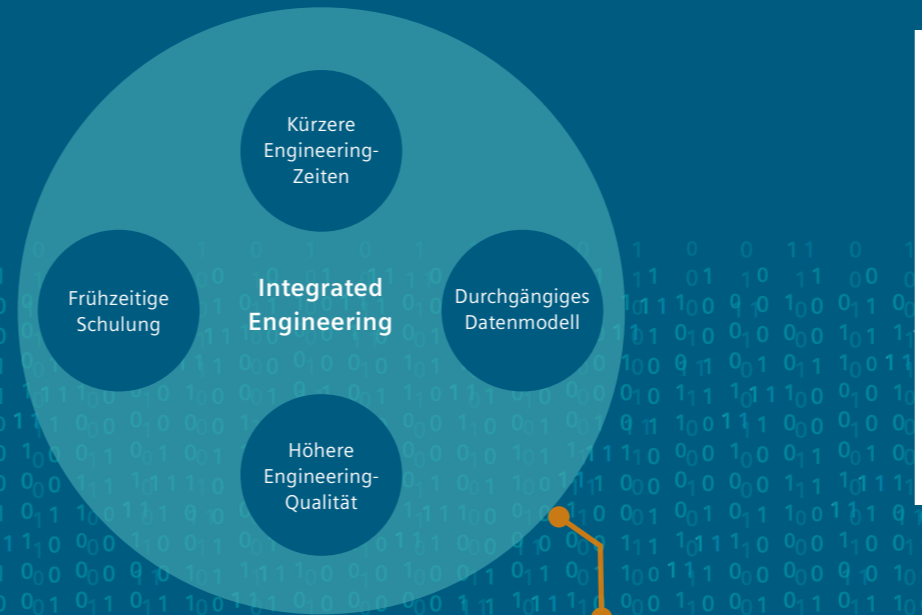 Kürzere
Engineering-
Zeiten
Frühzeitige
Schulung
Integrated
Engineering
Durchgängiges
Datenmodell
Höhere
Engineering-
Qualität